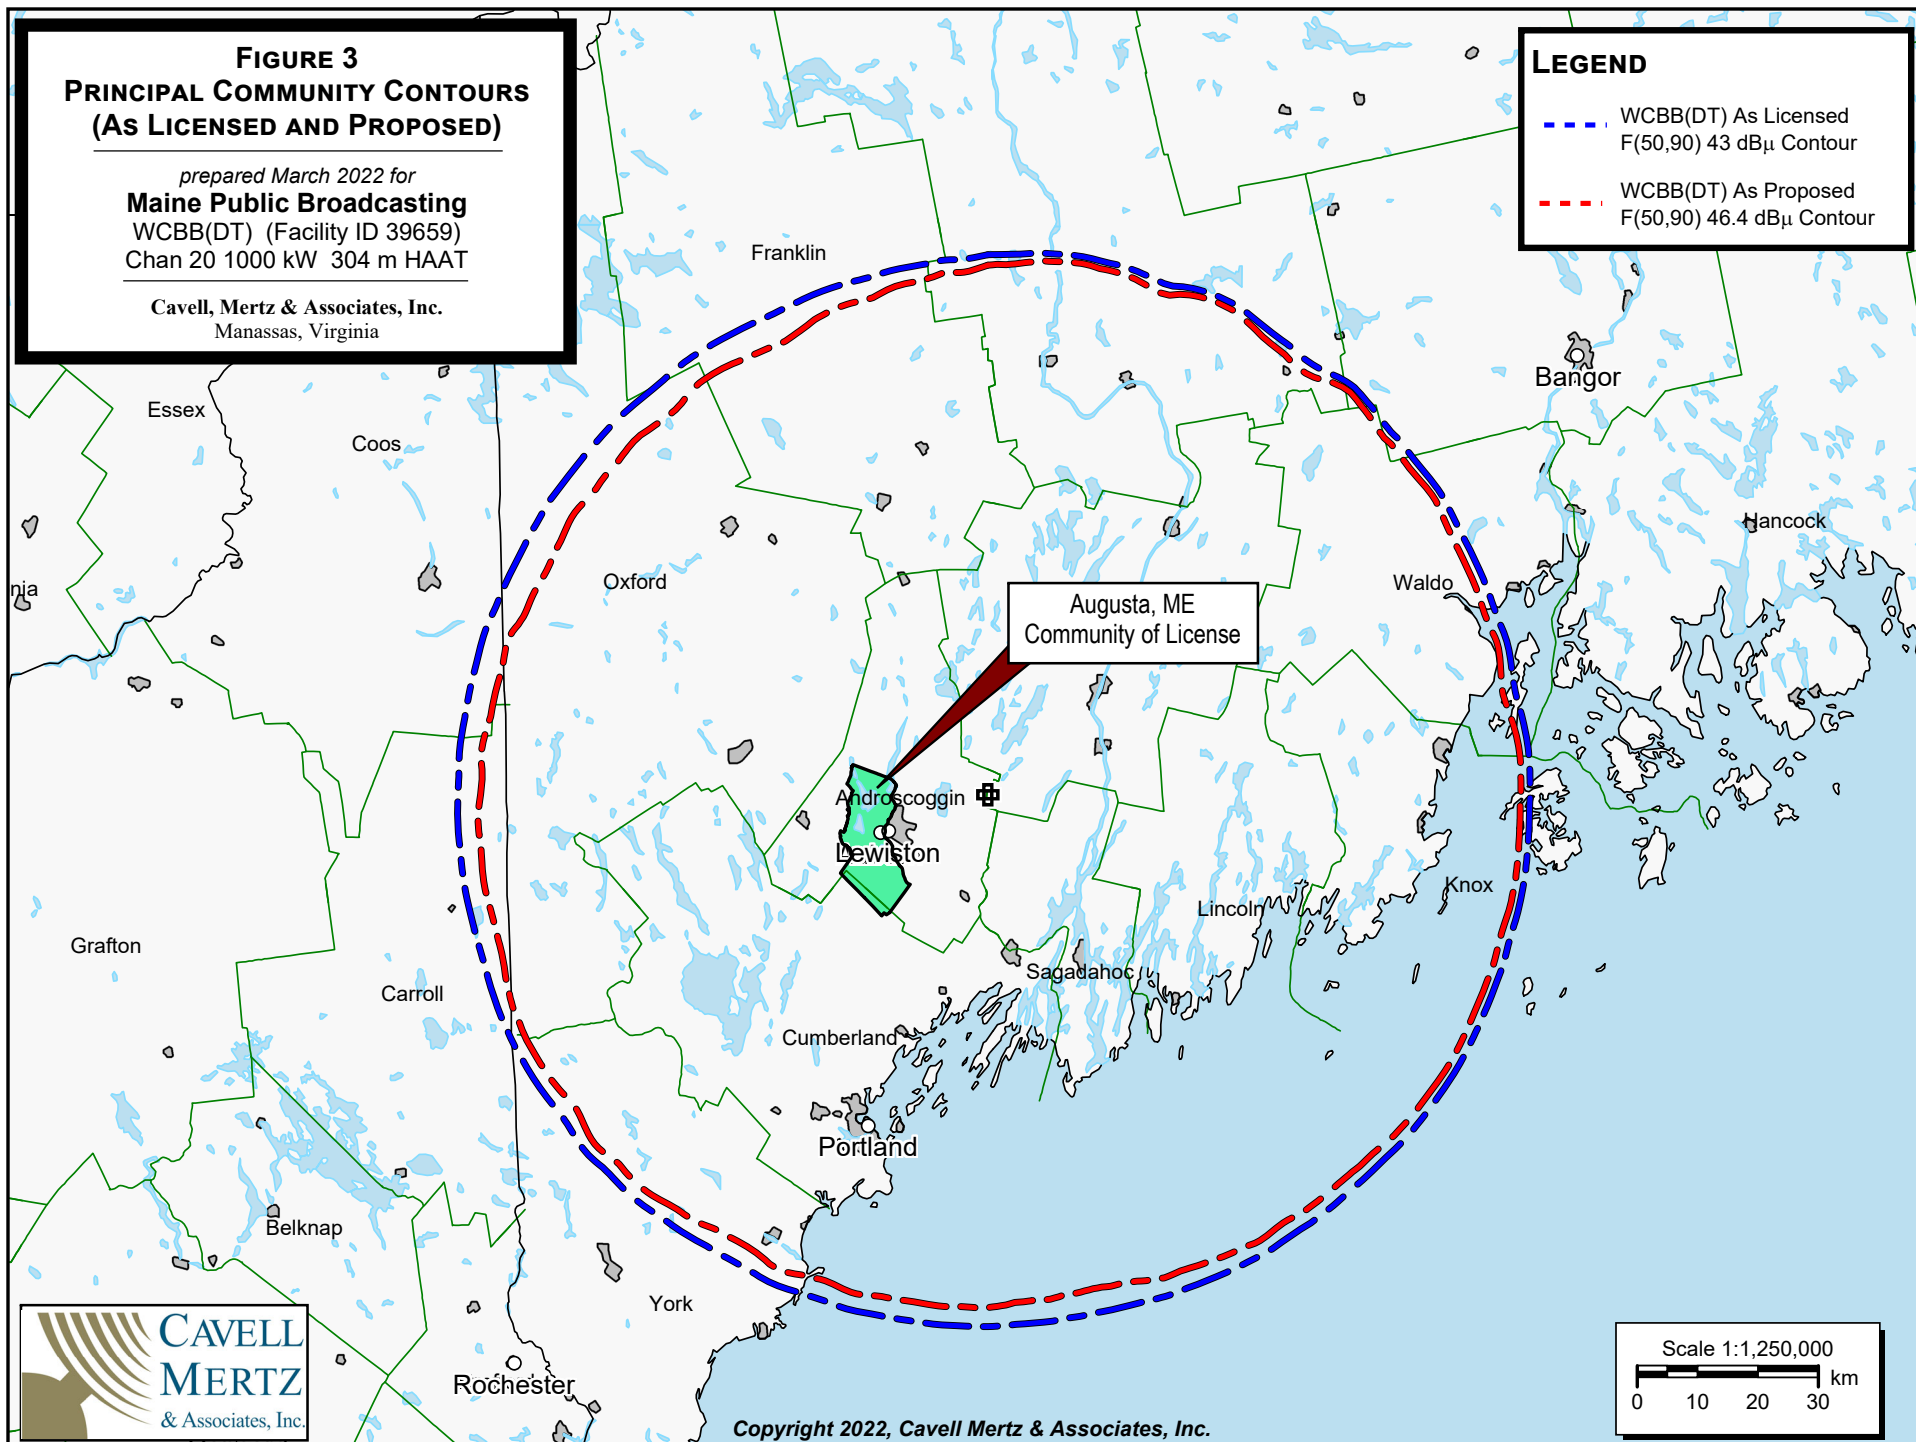 FIGURE 3
PRINCIPAL COMMUNITY CONTOURS
(AS LICENSED AND PROPOSED)
prepared March 2022 for
Maine Public Broadcasting
WCBB(DT) (Facility ID 39659)
Chan 20 1000 kW 304 m HAAT
Cavell, Mertz & Associates, Inc.
Manassas, Virginia
LEGEND
WCBB(DT) As Licensed
F(50,90) 43 dBμ Contour
WCBB(DT) As Proposed
F(50,90) 46.4 dBμ Contour
Franklin
Bangor
Essex
Coos
Hancock
nia
Oxford
Waldo
Augusta, ME
Community of License
Androscoggin
Lewiston
Knox
Lincoln
Grafton
Sagadahoc
Carroll
Cumberland
Portland
Belknap
York
Rochester
CAVELL
MERTZ
& Associates, Inc.
Scale 1:1,250,000
km
0 10 20 30
Copyright 2022, Cavell Mertz & Associates, Inc.